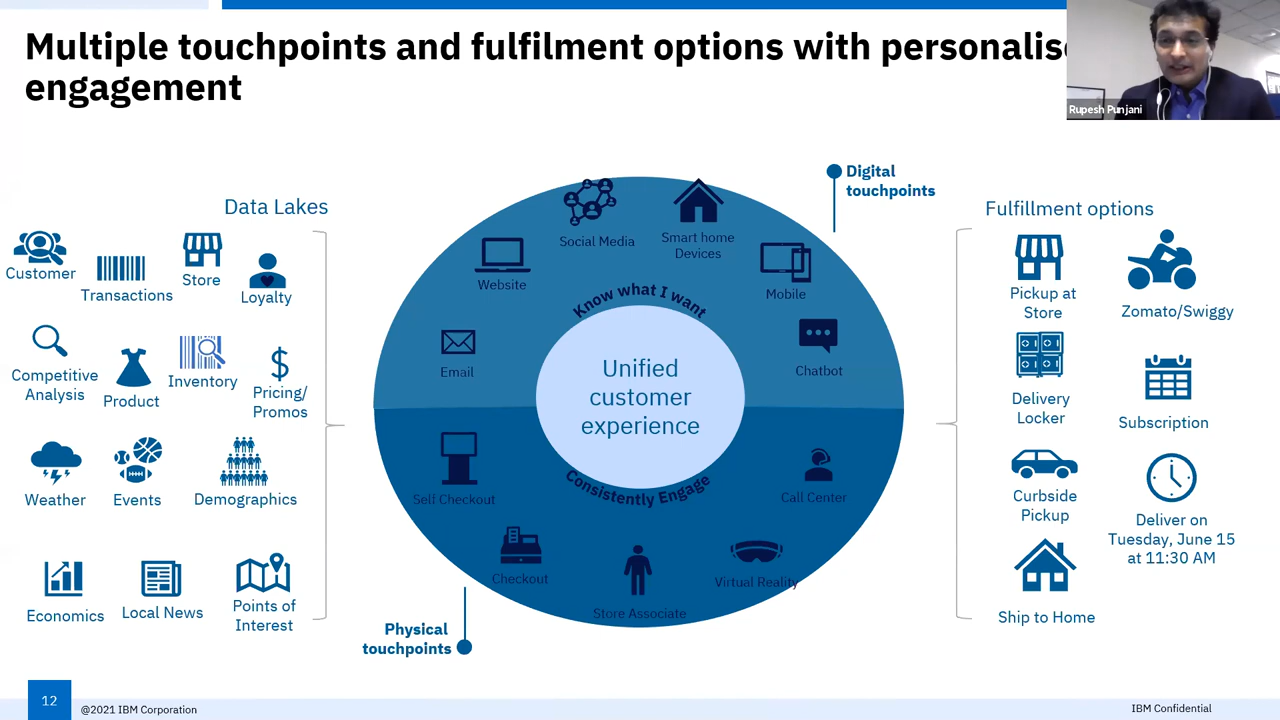 Multiple touchpoints and fulfilment options with personalise
engagement
Rupesh Punjani
Data Lakes
Customer
Transactions
Store
Loyalty
Competitive
Analysis
Product
Inventory
Pricing/
Promos
Weather
Events
Demographics
Economics
Local News
Points of
Interest
Digital
touchpoints
Social Media
Smart home
Devices
Website
Mobile
Email
Chatbot
Know what I want
Unified
customer
experience
Consistently Engage
Self Checkout
Call Center
Checkout
Store Associate
Virtual Reality
Physical
touchpoints
Fulfillment options
Pickup at
Store
Zomato/Swiggy
Delivery
Locker
Subscription
Curbside
Pickup
Deliver on
Tuesday, June 15
at 11:30 AM
Ship to Home
12
@2021 IBM Corporation
IBM Confidential